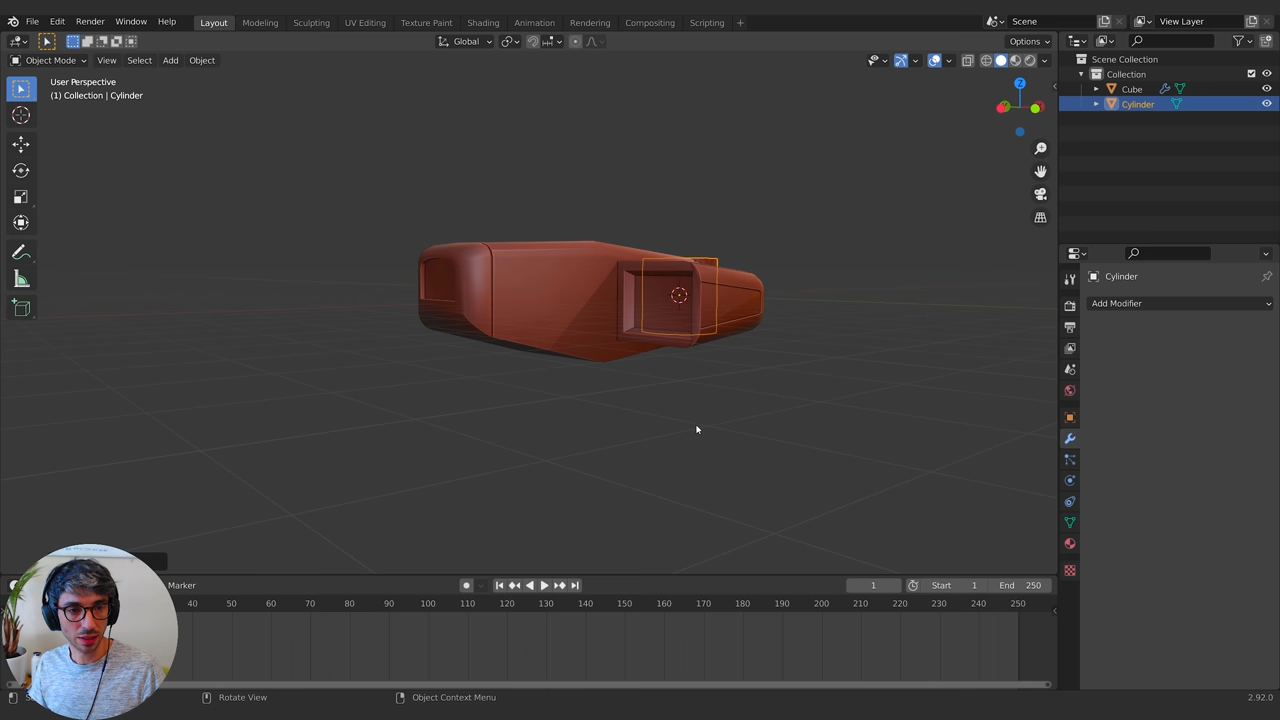 File Edit Render Window Help Layout Modeling Sculpting UV Editing Texture Paint Shading Animation Rendering Compositing Scripting + Scene View Layer
Global Options
Object Mode View Select Add Object
User Perspective
(1) Collection | Cylinder
Z
Scene Collection
Collection
Cube
Cylinder
Cylinder
Add Modifier
Marker 1 Start 1 End 250
40 50 60 70 80 90 100 110 120 130 140 150 160 170 180 190 200 210 220 230 240 250
Rotate View Object Context Menu 2.92.0